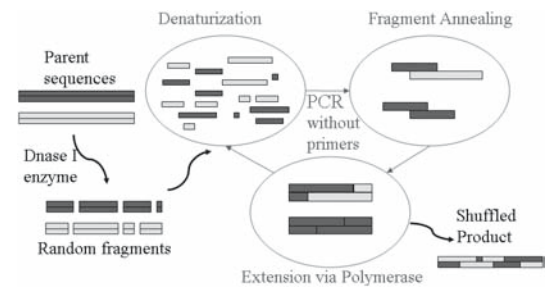 Denaturization
Fragment Annealing
Parent
sequences
PCR
without
primers
Dnase I
enzyme
Random fragments
Shuffled
Product
Extension via Polymerase